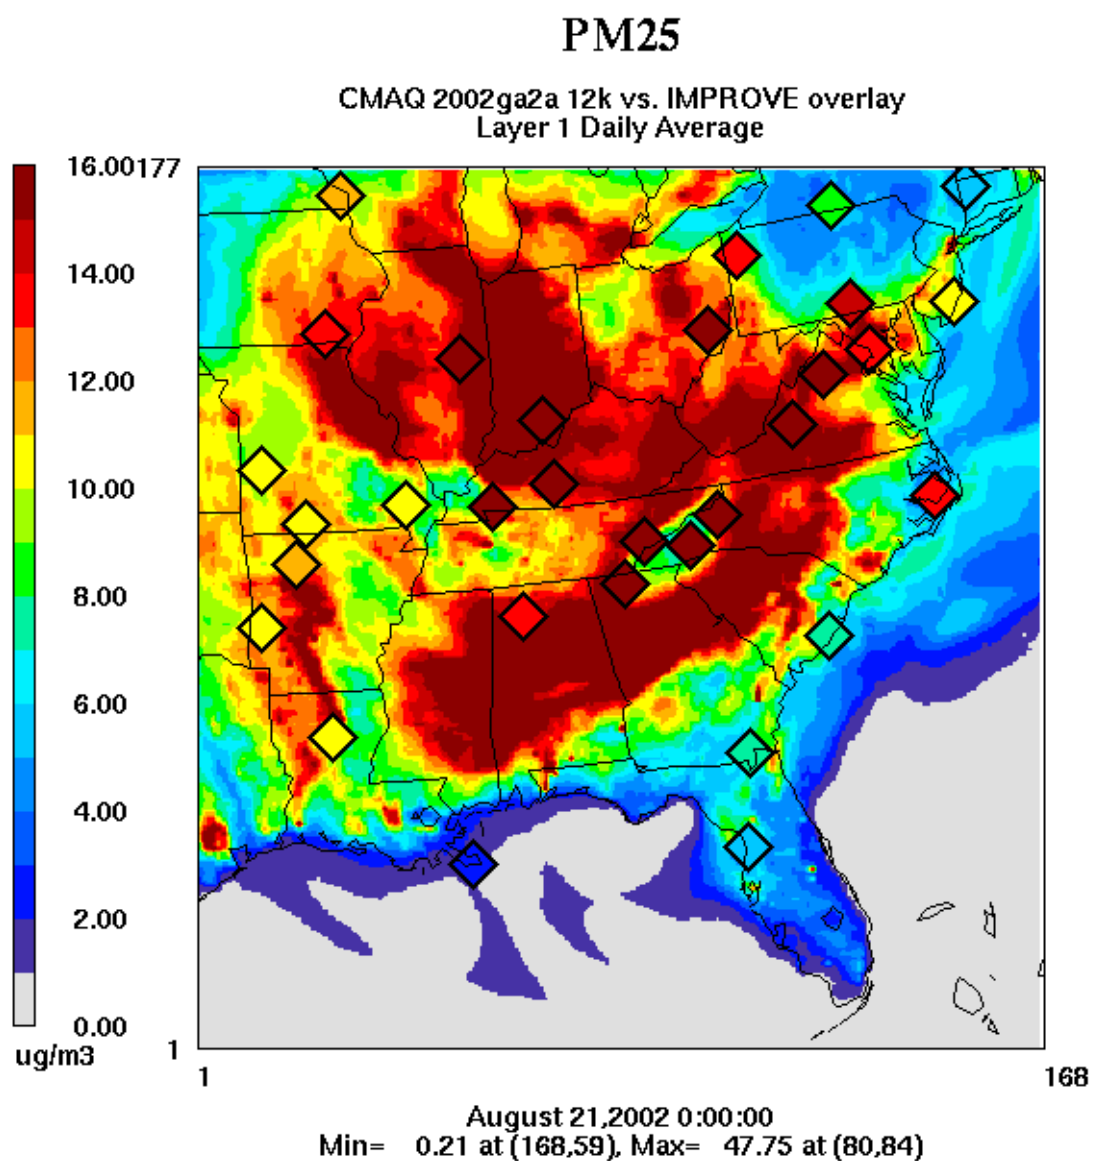 PM25
CMAQ 2002ga2a 12k vs. IMPROVE overlay
Layer 1 Daily Average
16.00
177
14.00
12.00
10.00
8.00
6.00
4.00
2.00
0.00
ug/m3
1
1
168
August 21,2002 0:00:00
Min= 0.21 at (168,59), Max= 47.75 at (80,84)